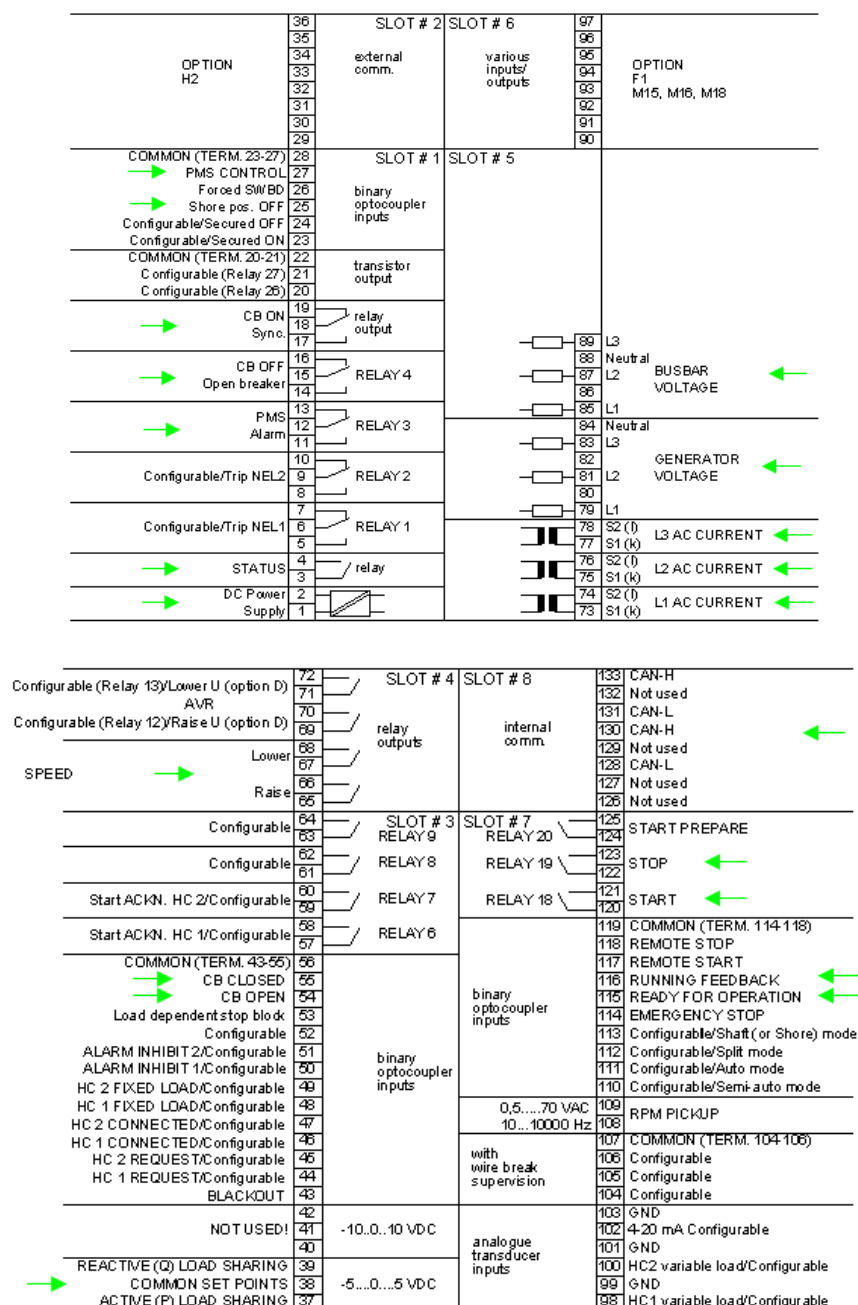 36 SLOT # 2 SLOT # 6 97
35 96
34 external various 95
OPTION 33 comm. inputs/ 94 OPTION
H2 32 outputs 93 F1
31 92 M15, M16, M18
30 91
29 90
COMMON (TERM. 23-27) 28 SLOT # 1 SLOT # 5
PMS CONTROL 27
Forced SWBD 26 binary
Shore pos. OFF 25 optocoupler
Configurable/Secured OFF 24 inputs
Configurable/Secured ON 23
COMMON (TERM. 20-21) 22 transistor
Configurable (Relay 27) 21 output
Configurable (Relay 26) 20
CB ON 19 relay
Sync. 18 output
17 89 L3
CB OFF 16 88 Neutral
Open breaker 15 RELAY 4 87 L2 BUSBAR
14 86 VOLTAGE
PMS 13 85 L1
Alarm 12 RELAY 3 84 Neutral
11 83 L3
10 82 GENERATOR
Configurable/Trip NEL2 9 RELAY 2 81 L2 VOLTAGE
8 80
7 79 L1
Configurable/Trip NEL1 6 RELAY 1 78 S2 (l) L3 AC CURRENT
5 77 S1 (k)
STATUS 4 relay 76 S2 (l) L2 AC CURRENT
3 75 S1 (k)
DC Power 2 74 S2 (l) L1 AC CURRENT
Supply 1 73 S1 (k)
Configurable (Relay 13)/Lower U (option D) 72 SLOT # 4 SLOT # 8 133 CAN-H
71 132 Not used
AVR 70 131 CAN-L
Configurable (Relay 12)/Raise U (option D) 69 relay internal 130 CAN-H
Lower 68 outputs comm. 129 Not used
67 128 CAN-L
SPEED 66 127 Not used
Raise 65 126 Not used
Configurable 64 SLOT # 3 SLOT # 7 125 START PREPARE
63 RELAY 9 RELAY 20 124
Configurable 62 RELAY 8 RELAY 19 123 STOP
61 122
Start ACKN. HC 2/Configurable 60 RELAY 7 RELAY 18 121 START
59 120
Start ACKN. HC 1/Configurable 58 RELAY 6 119 COMMON (TERM. 114-118)
57 118 REMOTE STOP
COMMON (TERM. 43-55) 56 117 REMOTE START
CB CLOSED 55 116 RUNNING FEEDBACK
CB OPEN 54 binary 115 READY FOR OPERATION
Load dependent stop block 53 optocoupler 114 EMERGENCY STOP
Configurable 52 inputs 113 Configurable/Shaft (or Shore) mode
ALARM INHIBIT 2/Configurable 51 binary 112 Configurable/Split mode
ALARM INHIBIT 1/Configurable 50 optocoupler 111 Configurable/Auto mode
HC 2 FIXED LOAD/Configurable 49 inputs 110 Configurable/Semi-auto mode
HC 1 FIXED LOAD/Configurable 48 0,5.....70 VAC 109 RPM PICKUP
HC 2 CONNECTED/Configurable 47 10...10000 Hz 108
HC 1 CONNECTED/Configurable 46 107 COMMON (TERM. 104-106)
HC 2 REQUEST/Configurable 45 with 106 Configurable
HC 1 REQUEST/Configurable 44 wire break 105 Configurable
BLACKOUT 43 supervision 104 Configurable
42 103 GND
NOT USED! 41 -10..0..10 VDC 102 4-20 mA Configurable
40 analogue 101 GND
REACTIVE (Q) LOAD SHARING 39 transducer 100 HC2 variable load/Configurable
COMMON SET POINTS 38 -5....0....5 VDC inputs 99 GND
ACTIVE (P) LOAD SHARING 37 98 HC1 variable load/Configurable